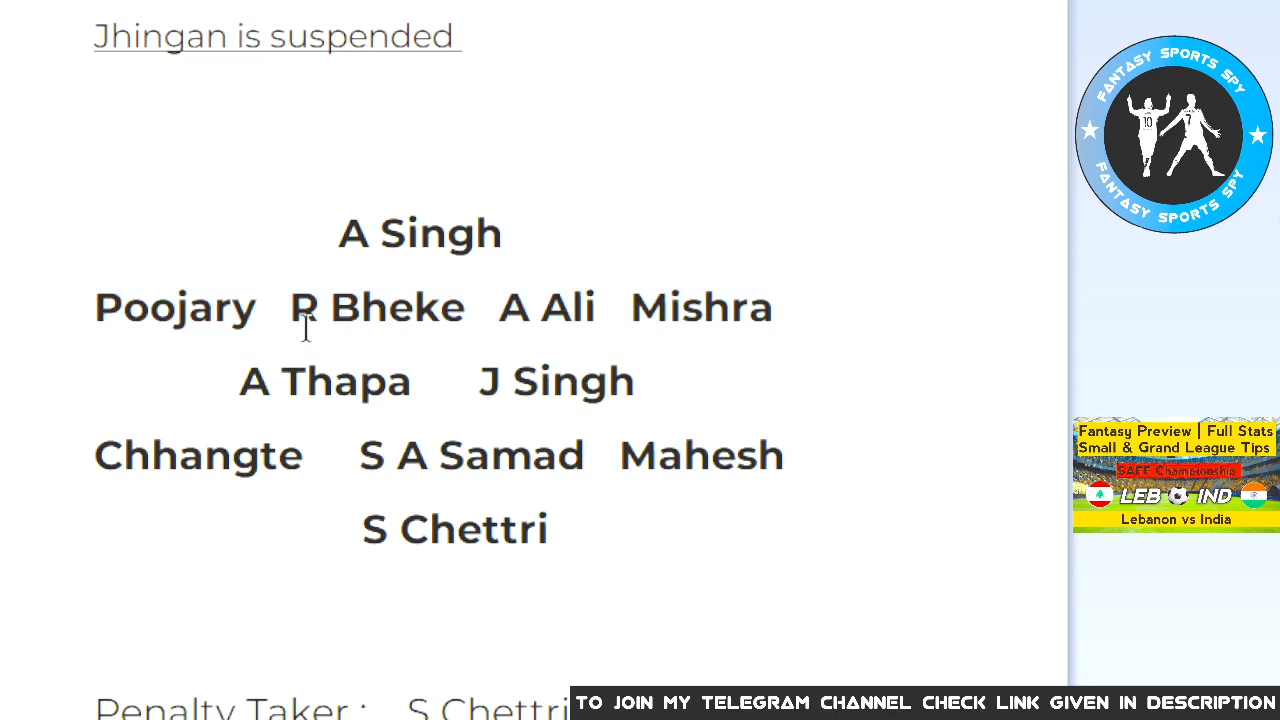 Jhingan is suspended
A Singh
Poojary R Bheke A Ali Mishra
A Thapa J Singh
Chhangte S A Samad Mahesh
S Chettri
Penalty Taker : S Chettri
FANTASY SPORTS SPY
10 7
FANTASY SPORTS SPY
Fantasy Preview | Full Stats
Small & Grand League Tips
SAFF Championship
LEB IND
Lebanon vs India
TO JOIN MY TELEGRAM CHANNEL CHECK LINK GIVEN IN DESCRIPTION